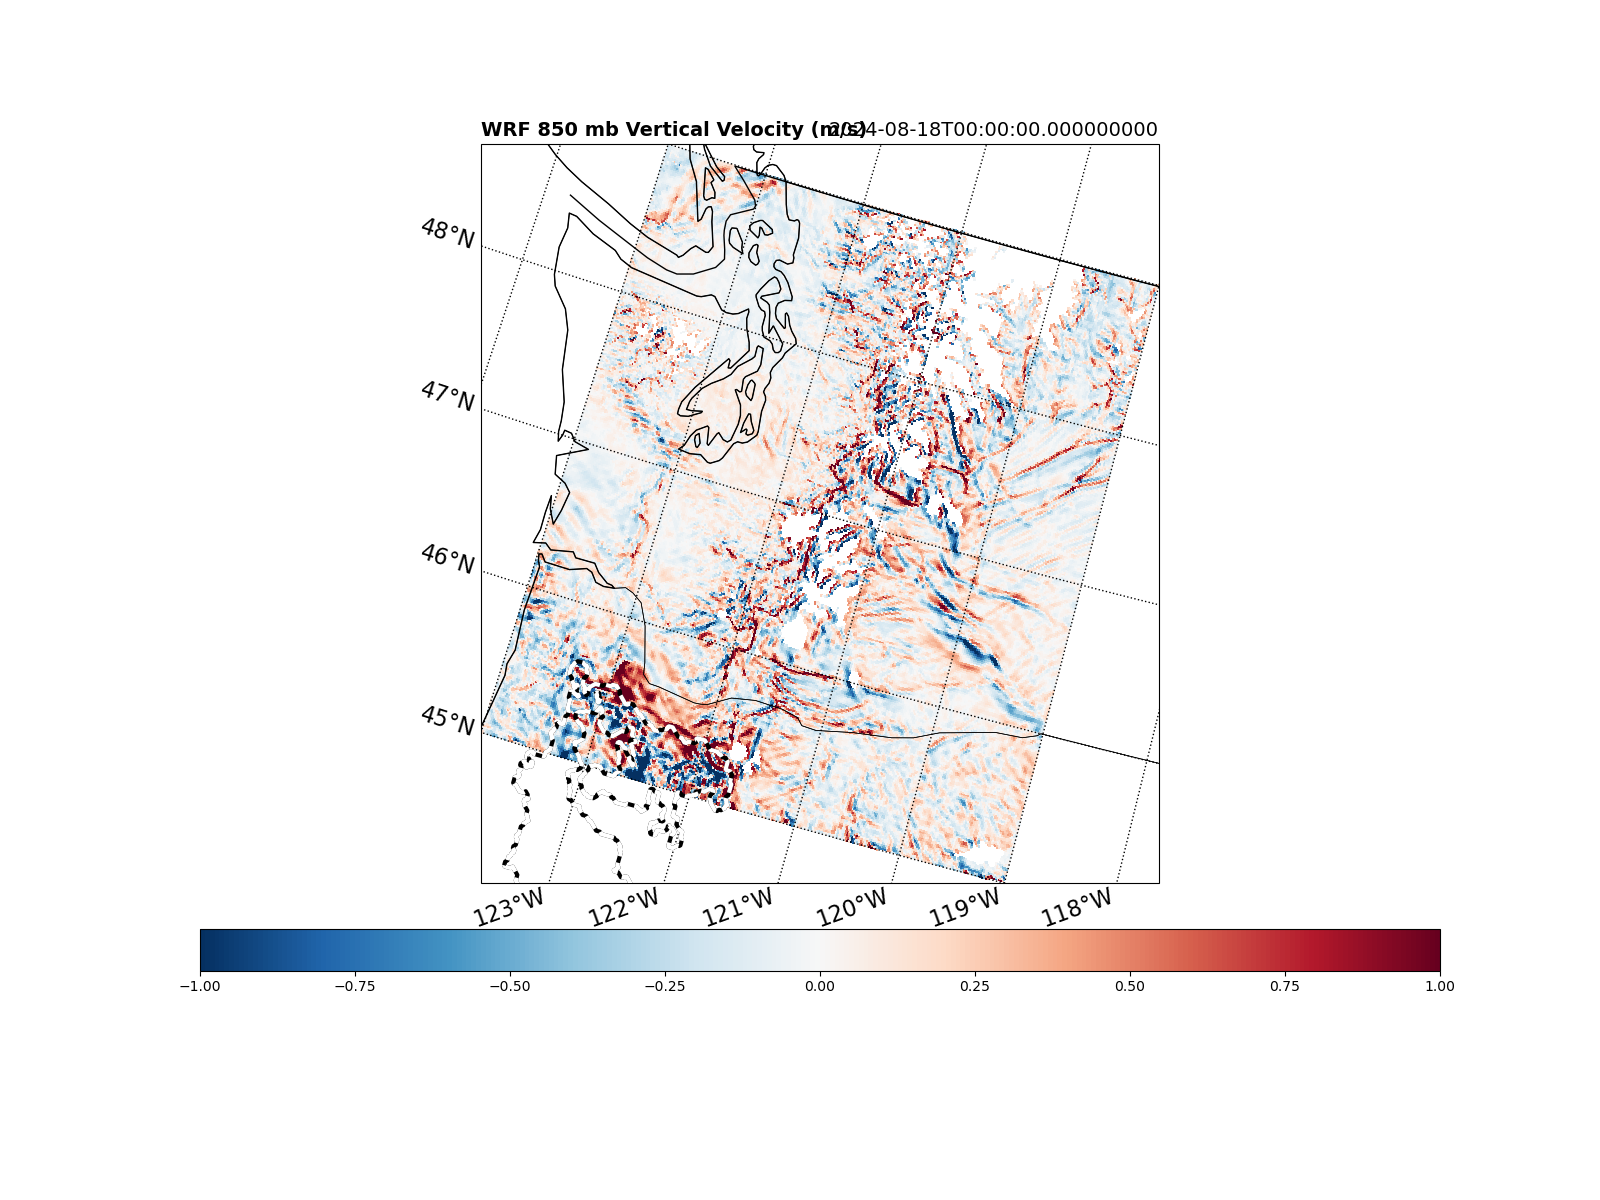 WRF 850 mb Vertical Velocity (m/s) 2024-08-18T00:00:00.000000000
48°N
47°N
46°N
45°N
123°W 122°W 121°W 120°W 119°W 118°W
−1.00 −0.75 −0.50 −0.25 0.00 0.25 0.50 0.75 1.00